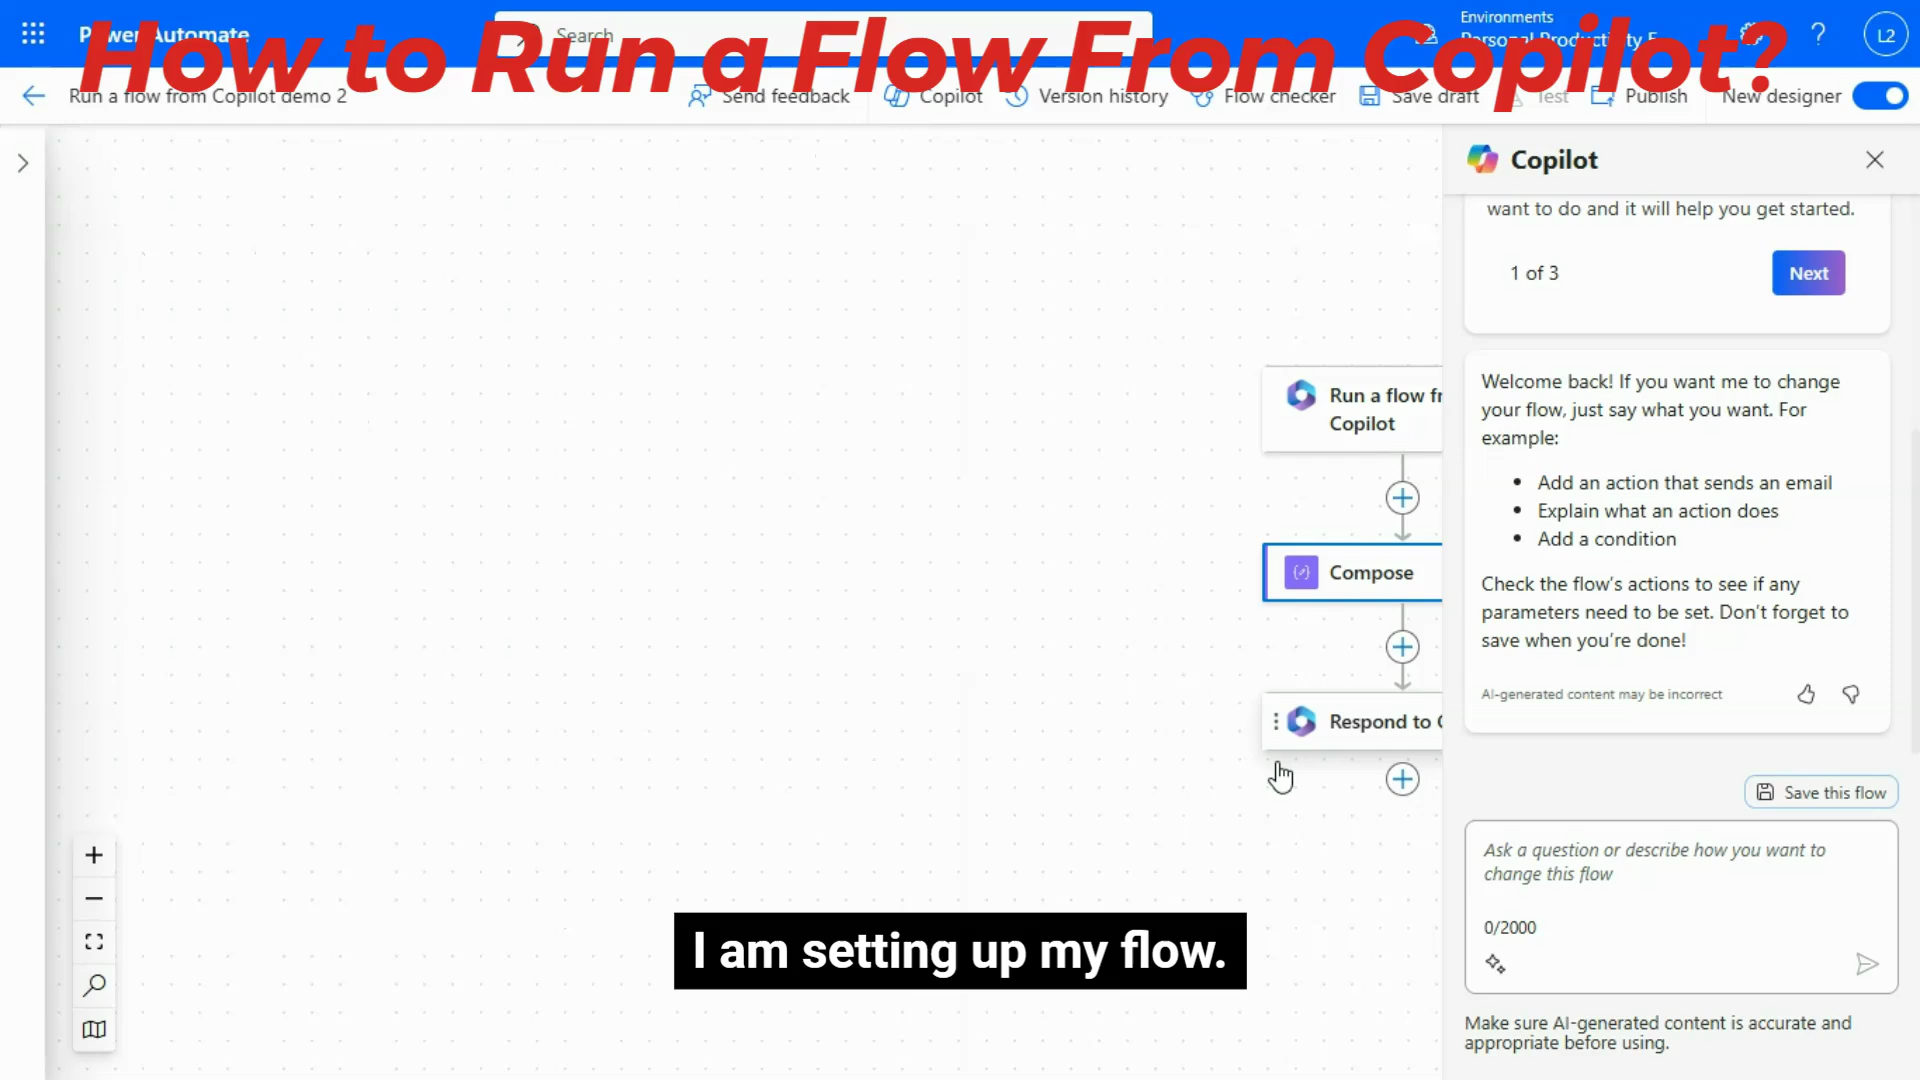 How to Run a Flow From Copilot?
Power Automate
Search
Environments
Personal Productivity
L2
Run a flow from Copilot demo 2
Send feedback
Copilot
Version history
Flow checker
Save draft
Test
Publish
New designer
Copilot
want to do and it will help you get started.
1 of 3
Next
Welcome back! If you want me to change
your flow, just say what you want. For
example:
• Add an action that sends an email
• Explain what an action does
• Add a condition
Check the flow's actions to see if any
parameters need to be set. Don't forget to
save when you're done!
AI-generated content may be incorrect
Save this flow
Ask a question or describe how you want to
change this flow
0/2000
Make sure AI-generated content is accurate and
appropriate before using.
Run a flow
Copilot
Compose
Respond to
I am setting up my flow.